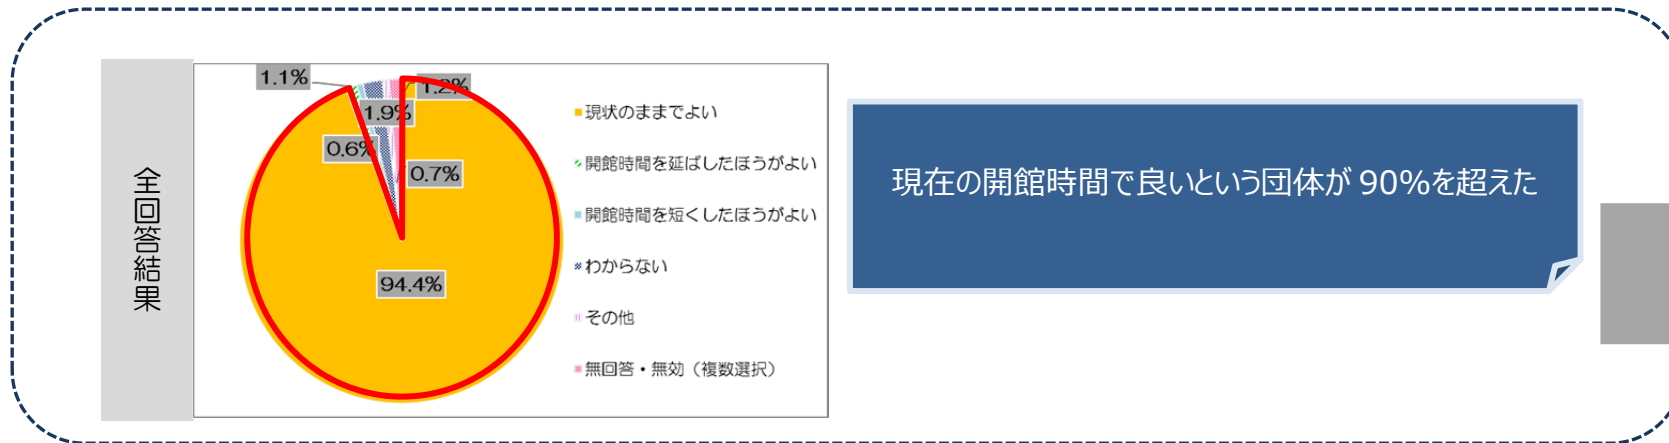 全回答結果
1.1%
1.2%
1.9%
0.6%
0.7%
94.4%
現状のままでよい
開館時間を延ばしたほうがよい
開館時間を短くしたほうがよい
わからない
その他
無回答・無効（複数選択）
現在の開館時間で良いという団体が90%を超えた